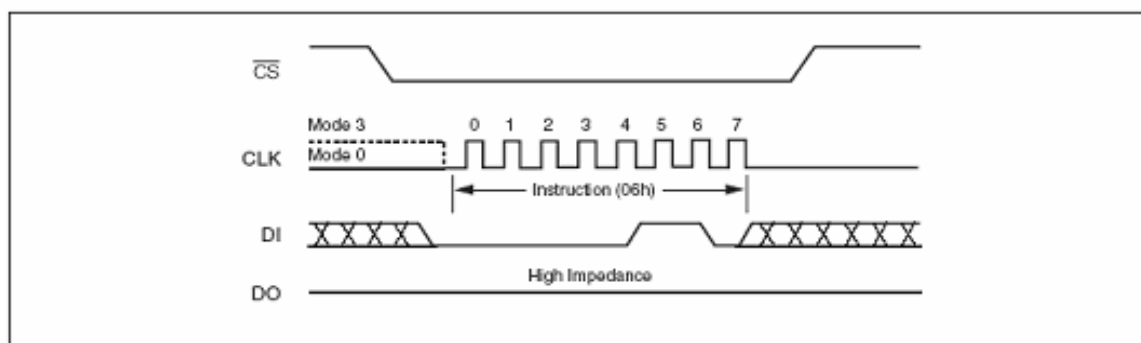 CS
Mode 3
0 1 2 3 4 5 6 7
CLK
Mode 0
Instruction (06h)
DI
High Impedance
DO